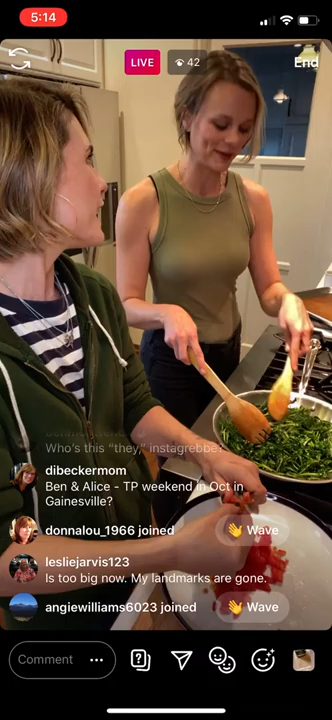 5:14
LIVE
42
End
Who's this "they," instagrebbe?
dibeckermom
Ben & Alice - TP weekend in Oct in
Gainesville?
donnalou_1966 joined
👋 Wave
lesliejarvis123
Is too big now. My landmarks are gone.
angiewilliams6023 joined
👋 Wave
Comment